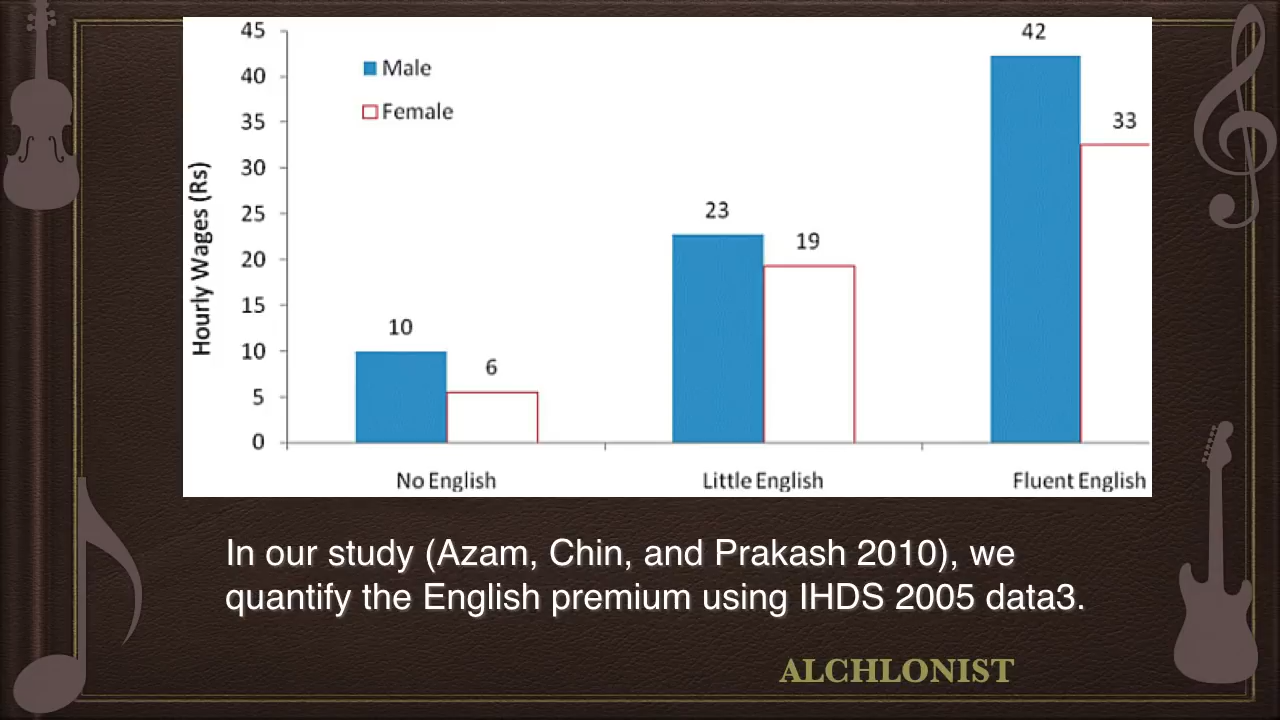 45
42
40
Male
Female
35
33
30
25
23
19
20
15
10
10
6
5
0
Hourly Wages (Rs)
No English
Little English
Fluent English
In our study (Azam, Chin, and Prakash 2010), we
quantify the English premium using IHDS 2005 data3.
ALCHLONIST